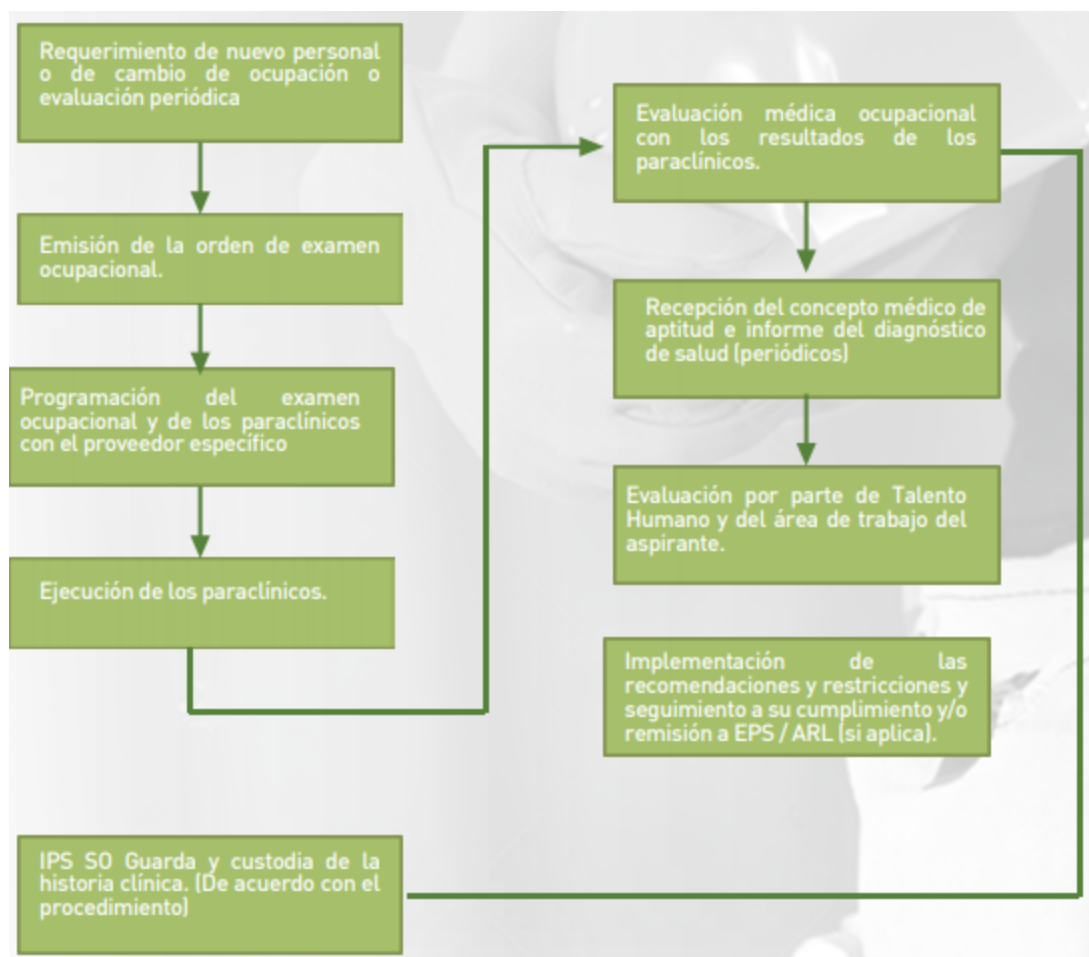 Requerimiento de nuevo personal
o de cambio de ocupación o
evaluación periódica
Emisión de la orden de examen
ocupacional.
Programación del examen
ocupacional y de los paraclínicos
con el proveedor específico
Ejecución de los paraclínicos.
Evaluación médica ocupacional
con los resultados de los
paraclínicos.
Recepción del concepto médico de
aptitud e informe del diagnóstico
de salud (periódicos)
Evaluación por parte de Talento
Humano y del área de trabajo del
aspirante.
Implementación de las
recomendaciones y restricciones y
seguimiento a su cumplimiento y/o
remisión a EPS / ARL (si aplica).
IPS SO Guarda y custodia de la
historia clínica. (De acuerdo con el
procedimiento)